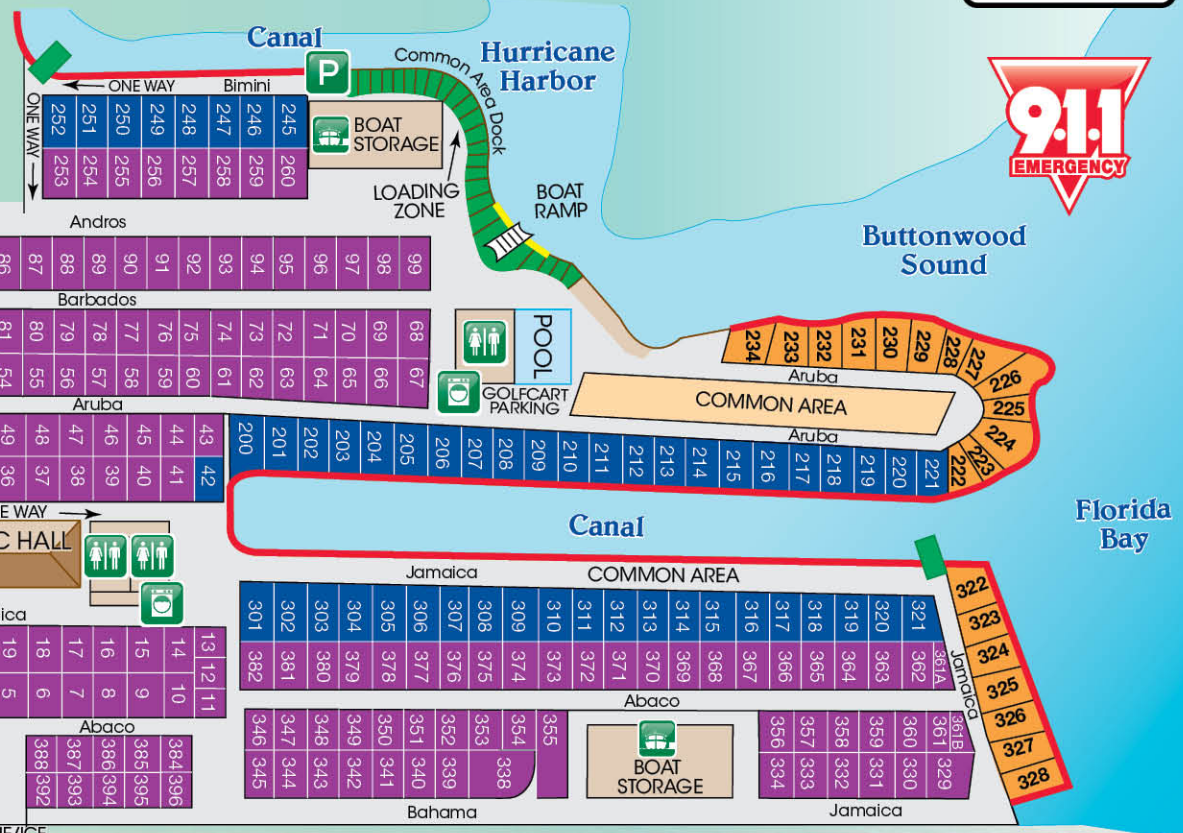 Canal
Hurricane
Harbor
P
Common Area Dock
ONE WAY
Bimini
ONE WAY
252 251 250 249 248 247 246 245
253 254 255 256 257 258 259 260
BOAT
STORAGE
LOADING
ZONE
BOAT
RAMP
9.1.1
EMERGENCY
Buttonwood
Sound
Andros
86 87 88 89 90 91 92 93 94 95 96 97 98 99
Barbados
81 80 79 78 77 76 75 74 73 72 71 70 69 68
54 55 56 57 58 59 60 61 62 63 64 65 66 67
POOL
GOLFCART
PARKING
234 233 232 231 230 229 228 227 226 225 224 223 222
Aruba
COMMON AREA
Aruba
Aruba
49 48 47 46 45 44 43
36 37 38 39 40 41 42
200 201 202 203 204 205 206 207 208 209 210 211 212 213 214 215 216 217 218 219 220 221
E WAY
C HALL
Canal
Florida
Bay
Jamaica
COMMON AREA
ica
19 18 17 16 15 14 13
12
5 6 7 8 9 10 11
301 302 303 304 305 306 307 308 309 310 311 312 313 314 315 316 317 318 319 320 321
382 381 380 379 378 377 376 375 374 373 372 371 370 369 368 367 366 365 364 363 362 361A
Jamaica
322
323
324
325
326
327
328
Abaco
Abaco
388 387 386 385 384
392 393 394 395 396
346 347 348 349 350 351 352 353 354 355
345 344 343 342 341 340 339 338
BOAT
STORAGE
356 357 358 359 360 361 361B
334 333 332 331 330 329
Bahama
Jamaica